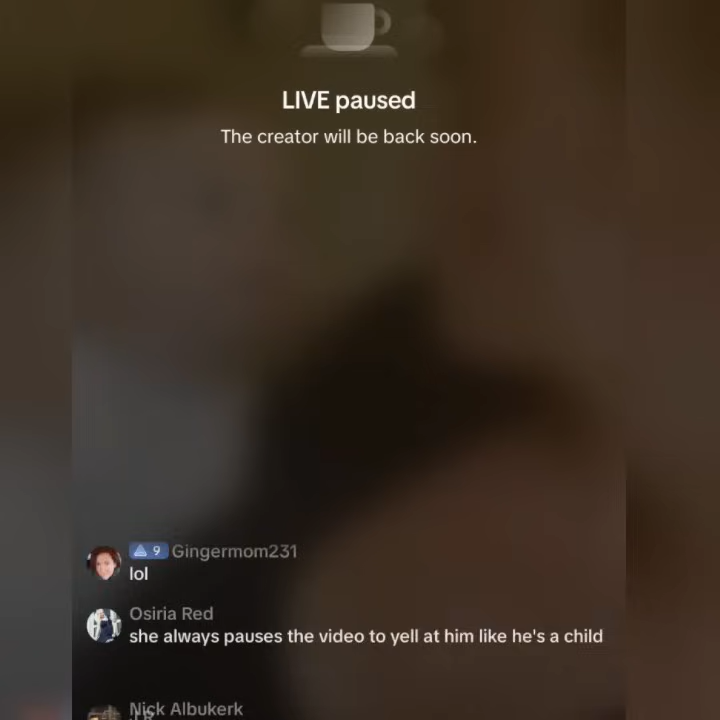 LIVE paused
The creator will be back soon.
9 Gingermom231
lol
Osiria Red
she always pauses the video to yell at him like he's a child
Nick Albukerk